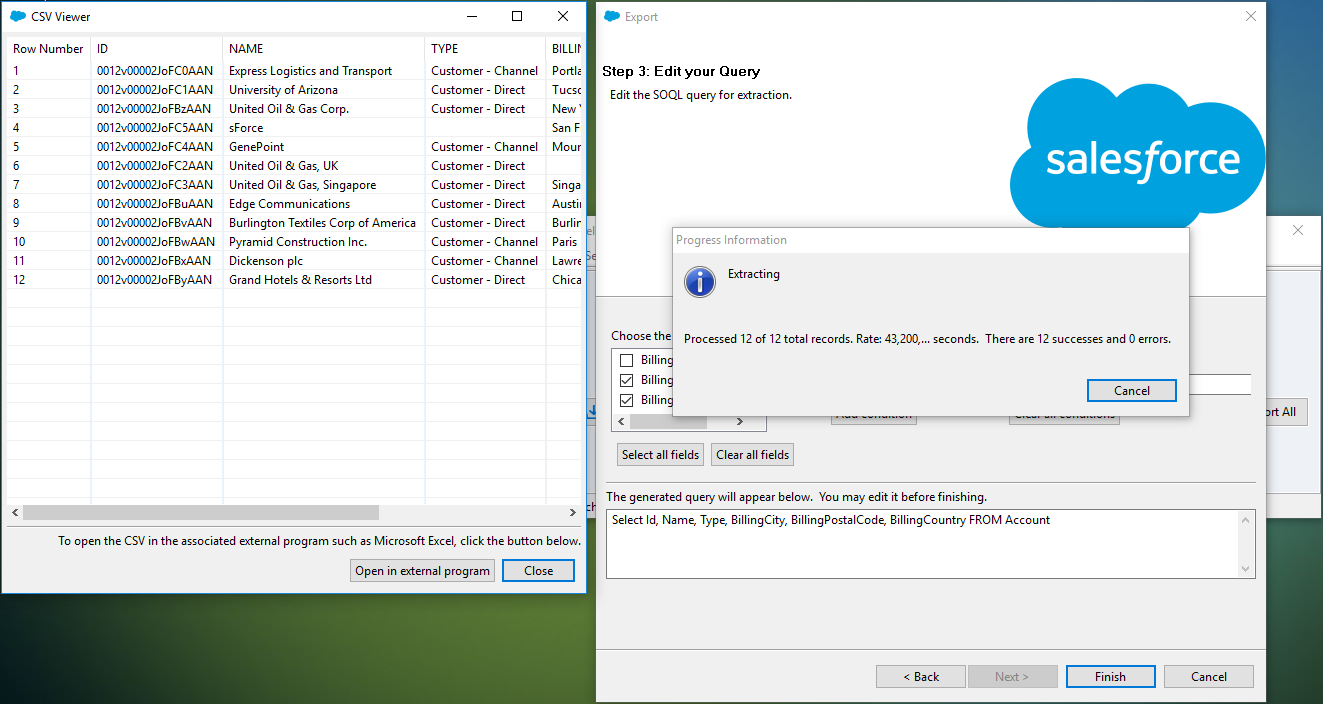 CSV Viewer
Row Number ID NAME TYPE BILLIN
1 0012v00002JoFC0AAN Express Logistics and Transport Customer - Channel Portla
2 0012v00002JoFC1AAN University of Arizona Customer - Direct Tucso
3 0012v00002JoFBzAAN United Oil & Gas Corp. Customer - Direct New Y
4 0012v00002JoFC5AAN sForce San F
5 0012v00002JoFC4AAN GenePoint Customer - Channel Moun
6 0012v00002JoFC2AAN United Oil & Gas, UK Customer - Direct
7 0012v00002JoFC3AAN United Oil & Gas, Singapore Customer - Direct Singa
8 0012v00002JoFBuAAN Edge Communications Customer - Direct Austin
9 0012v00002JoFBvAAN Burlington Textiles Corp of America Customer - Direct Burlin
10 0012v00002JoFBwAAN Pyramid Construction Inc. Customer - Channel Paris
11 0012v00002JoFBxAAN Dickenson plc Customer - Channel Lawre
12 0012v00002JoFByAAN Grand Hotels & Resorts Ltd Customer - Direct Chica
To open the CSV in the associated external program such as Microsoft Excel, click the button below.
Open in external program Close
Export
Step 3: Edit your Query
Edit the SOQL query for extraction.
salesforce
Progress Information
Extracting
Processed 12 of 12 total records. Rate: 43,200,... seconds.  There are 12 successes and 0 errors.
Cancel
Choose the
Billing
Billing
Billing
Add condition Clear all conditions
ort All
Select all fields Clear all fields
The generated query will appear below.  You may edit it before finishing.
Select Id, Name, Type, BillingCity, BillingPostalCode, BillingCountry FROM Account
< Back Next > Finish Cancel